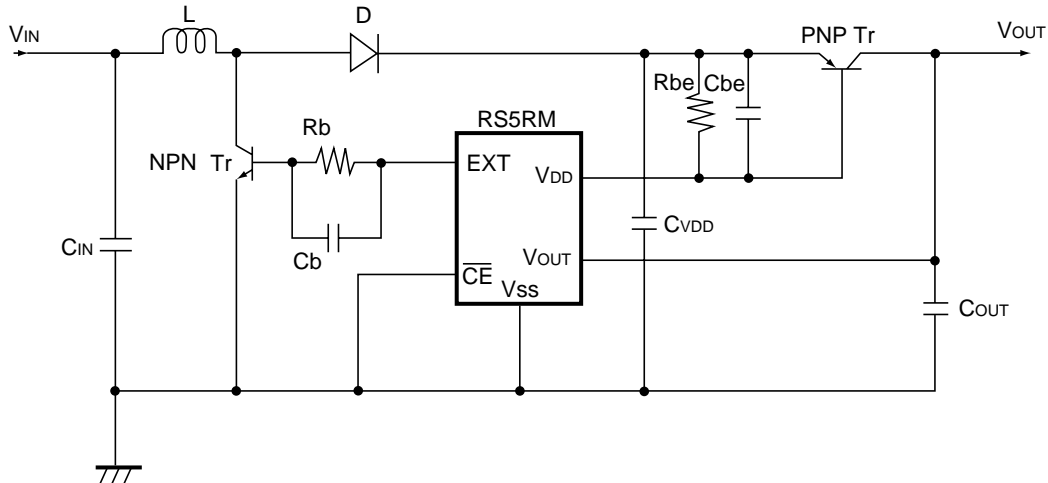 VIN
L
D
PNP Tr
VOUT
Rbe
Cbe
RS5RM
Rb
NPN Tr
EXT
VDD
CIN
Cb
CVDD
VOUT
CE
Vss
COUT